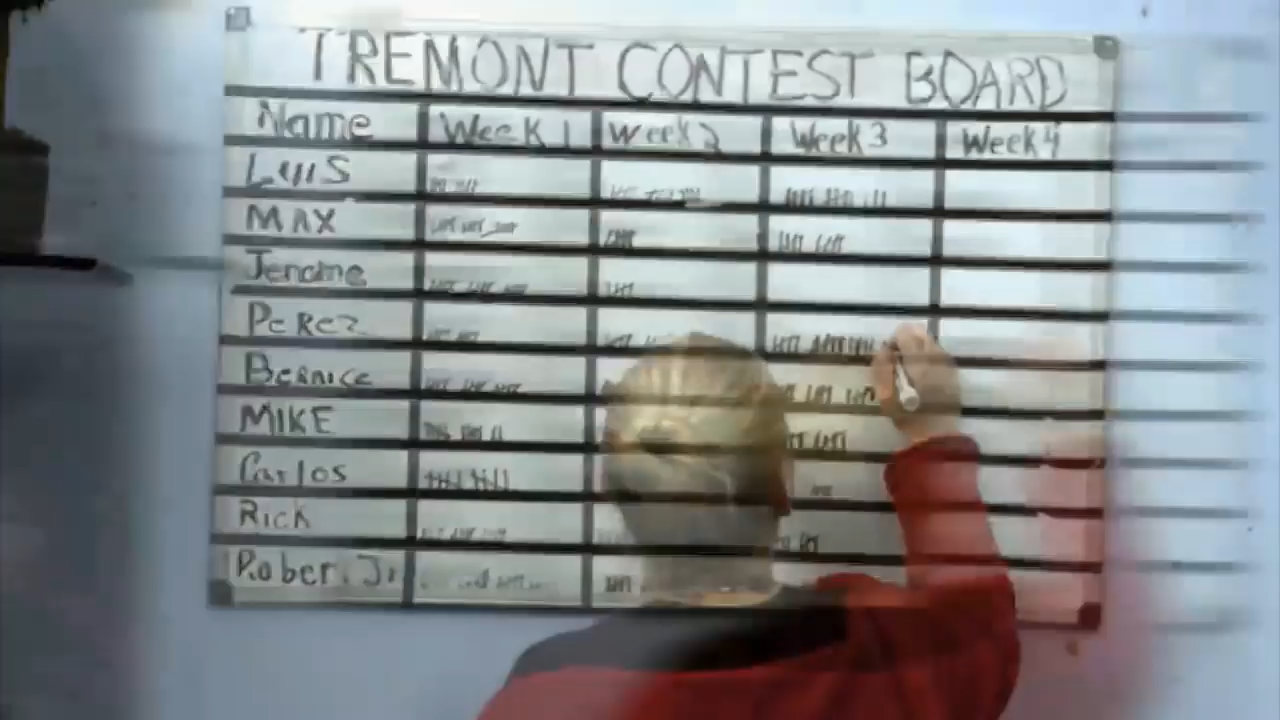 TREMONT CONTEST BOARD
Name Week 1 Week 2 Week 3 Week 4
Luis
MAX
Jerome
Perez
Bernice
MIKE
Carlos
Rick
Rober. Jr